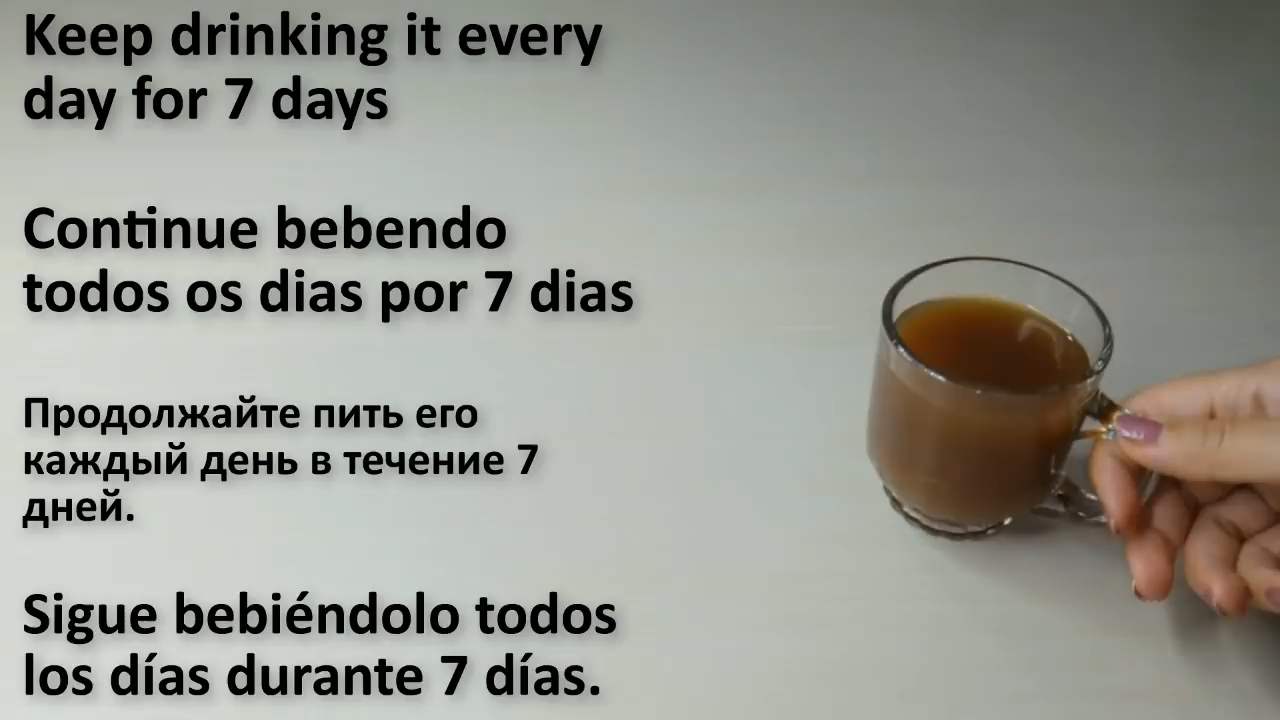 Keep drinking it every
day for 7 days
Continue bebendo
todos os dias por 7 dias
Продолжайте пить его
каждый день в течение 7
дней.
Sigue bebiéndolo todos
los días durante 7 días.